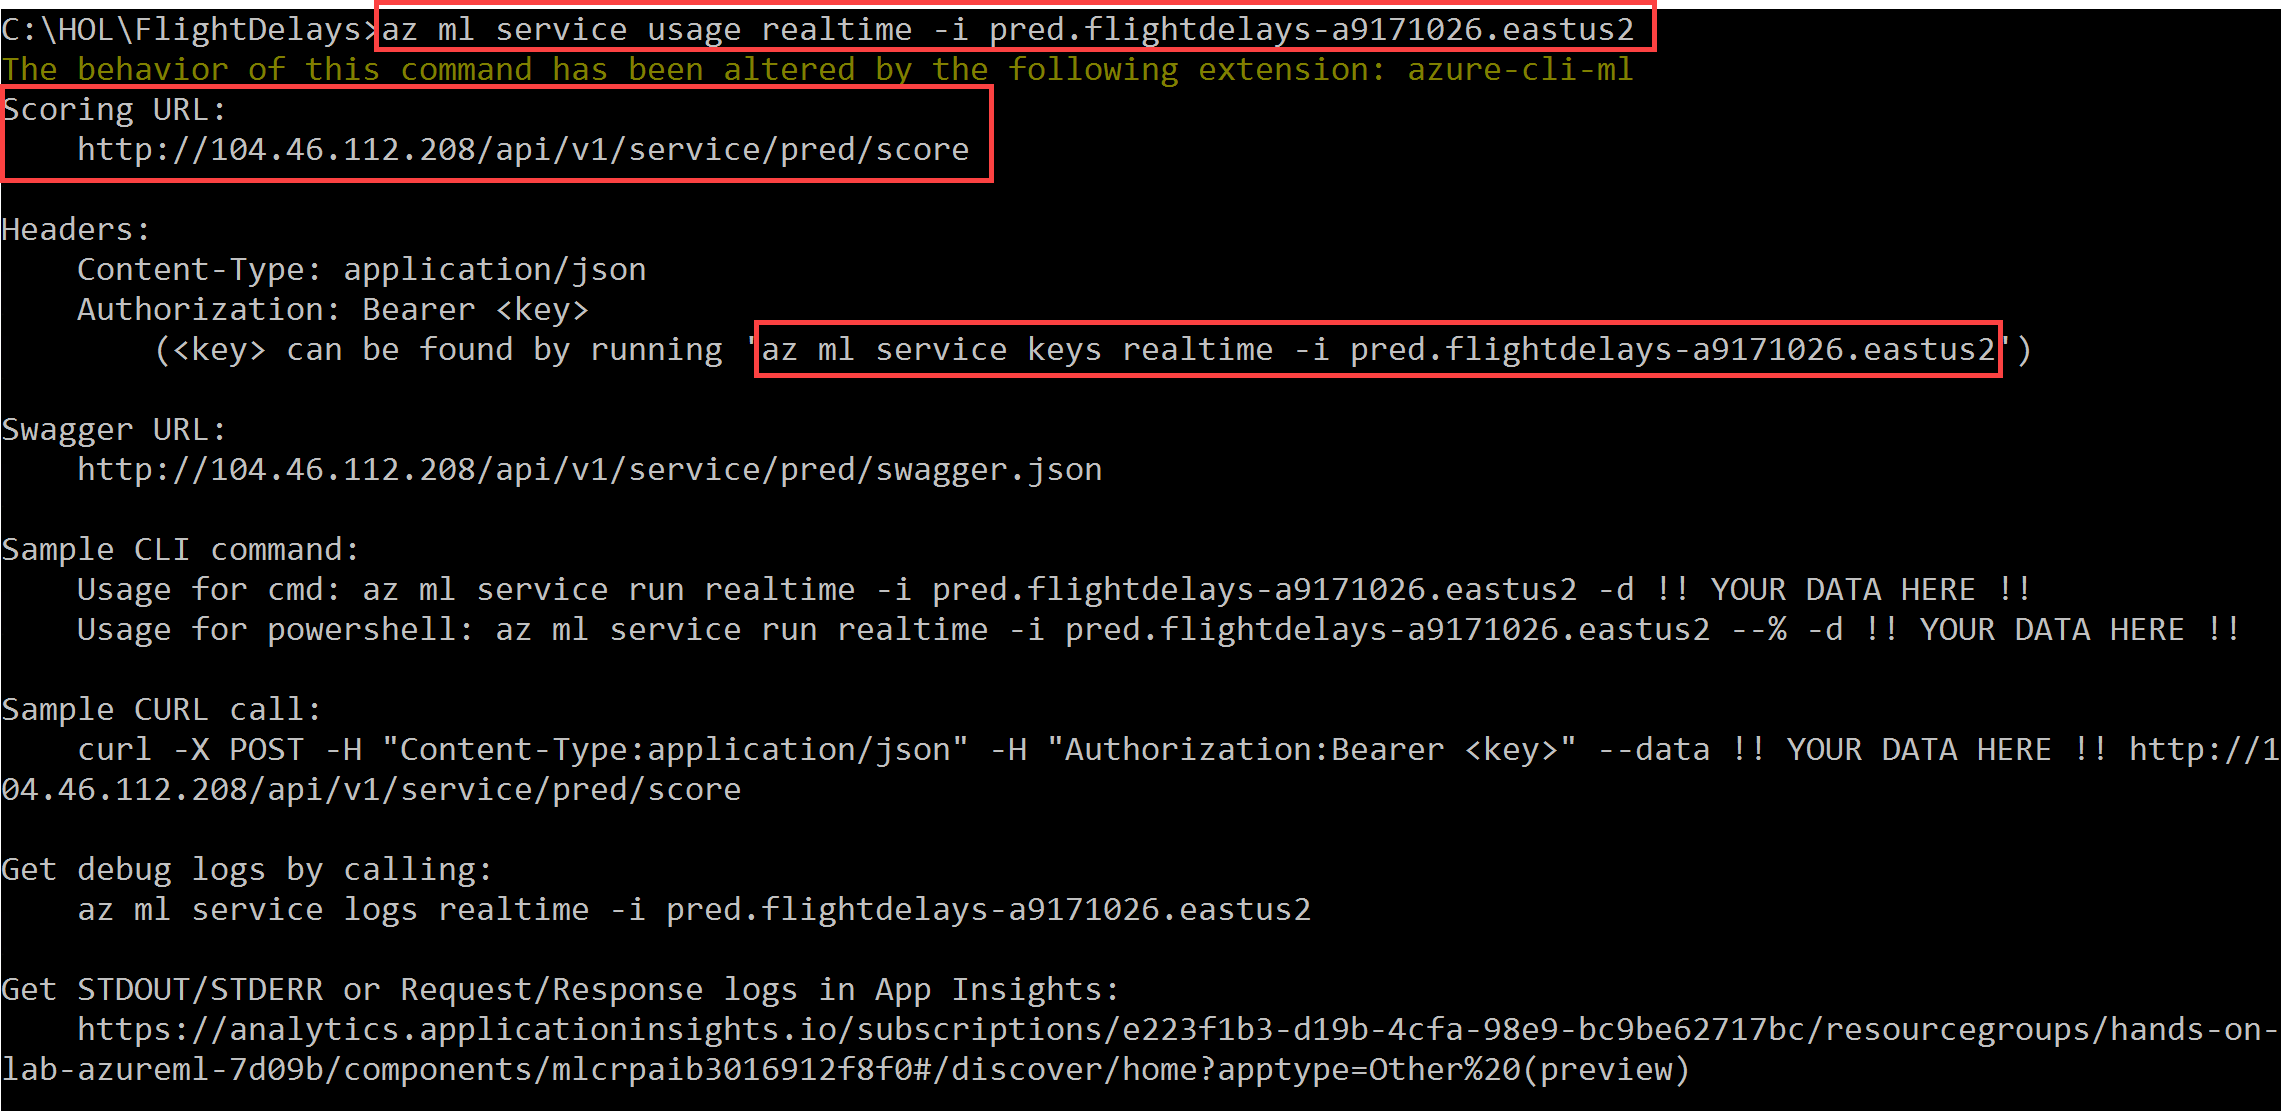 C:\HOL\FlightDelays>az ml service usage realtime -i pred.flightdelays-a9171026.eastus2
The behavior of this command has been altered by the following extension: azure-cli-ml
Scoring URL:
    http://104.46.112.208/api/v1/service/pred/score
Headers:
    Content-Type: application/json
    Authorization: Bearer <key>
        (<key> can be found by running 'az ml service keys realtime -i pred.flightdelays-a9171026.eastus2')
Swagger URL:
    http://104.46.112.208/api/v1/service/pred/swagger.json
Sample CLI command:
    Usage for cmd: az ml service run realtime -i pred.flightdelays-a9171026.eastus2 -d !! YOUR DATA HERE !!
    Usage for powershell: az ml service run realtime -i pred.flightdelays-a9171026.eastus2 --% -d !! YOUR DATA HERE !!
Sample CURL call:
    curl -X POST -H "Content-Type:application/json" -H "Authorization:Bearer <key>" --data !! YOUR DATA HERE !! http://1
04.46.112.208/api/v1/service/pred/score
Get debug logs by calling:
    az ml service logs realtime -i pred.flightdelays-a9171026.eastus2
Get STDOUT/STDERR or Request/Response logs in App Insights:
    https://analytics.applicationinsights.io/subscriptions/e223f1b3-d19b-4cfa-98e9-bc9be62717bc/resourcegroups/hands-on-
lab-azureml-7d09b/components/mlcrpaib3016912f8f0#/discover/home?apptype=Other%20(preview)